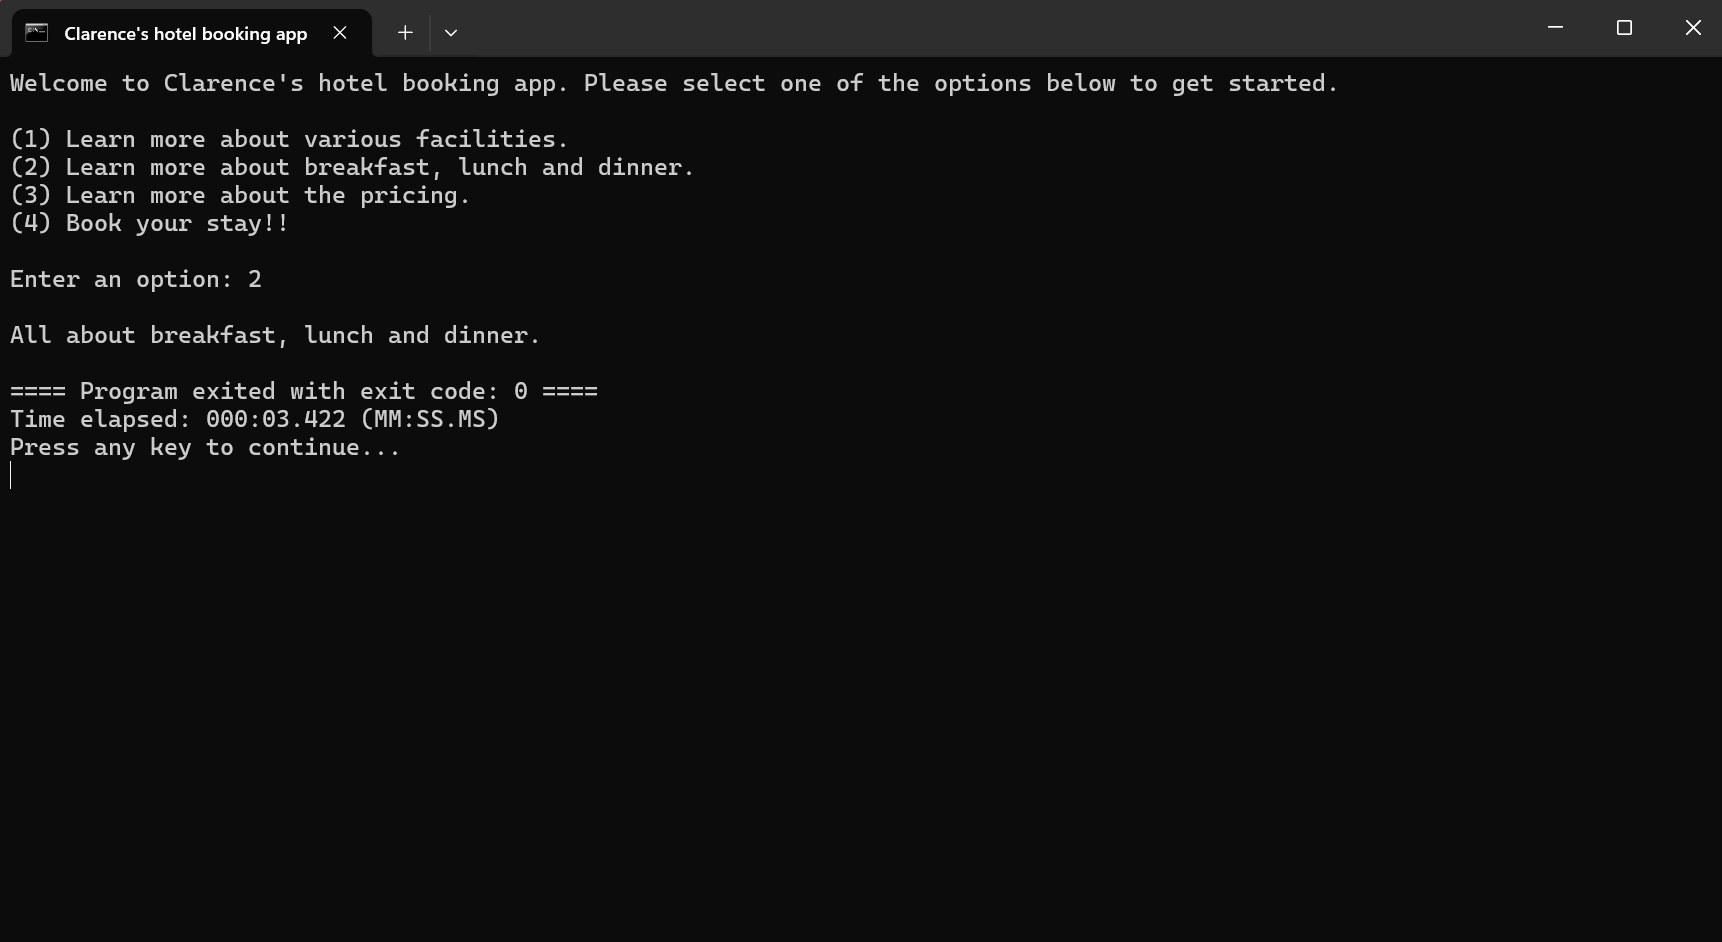 Clarence's hotel booking app
Welcome to Clarence's hotel booking app. Please select one of the options below to get started.
(1) Learn more about various facilities.
(2) Learn more about breakfast, lunch and dinner.
(3) Learn more about the pricing.
(4) Book your stay!!
Enter an option: 2
All about breakfast, lunch and dinner.
==== Program exited with exit code: 0 ====
Time elapsed: 000:03.422 (MM:SS.MS)
Press any key to continue...